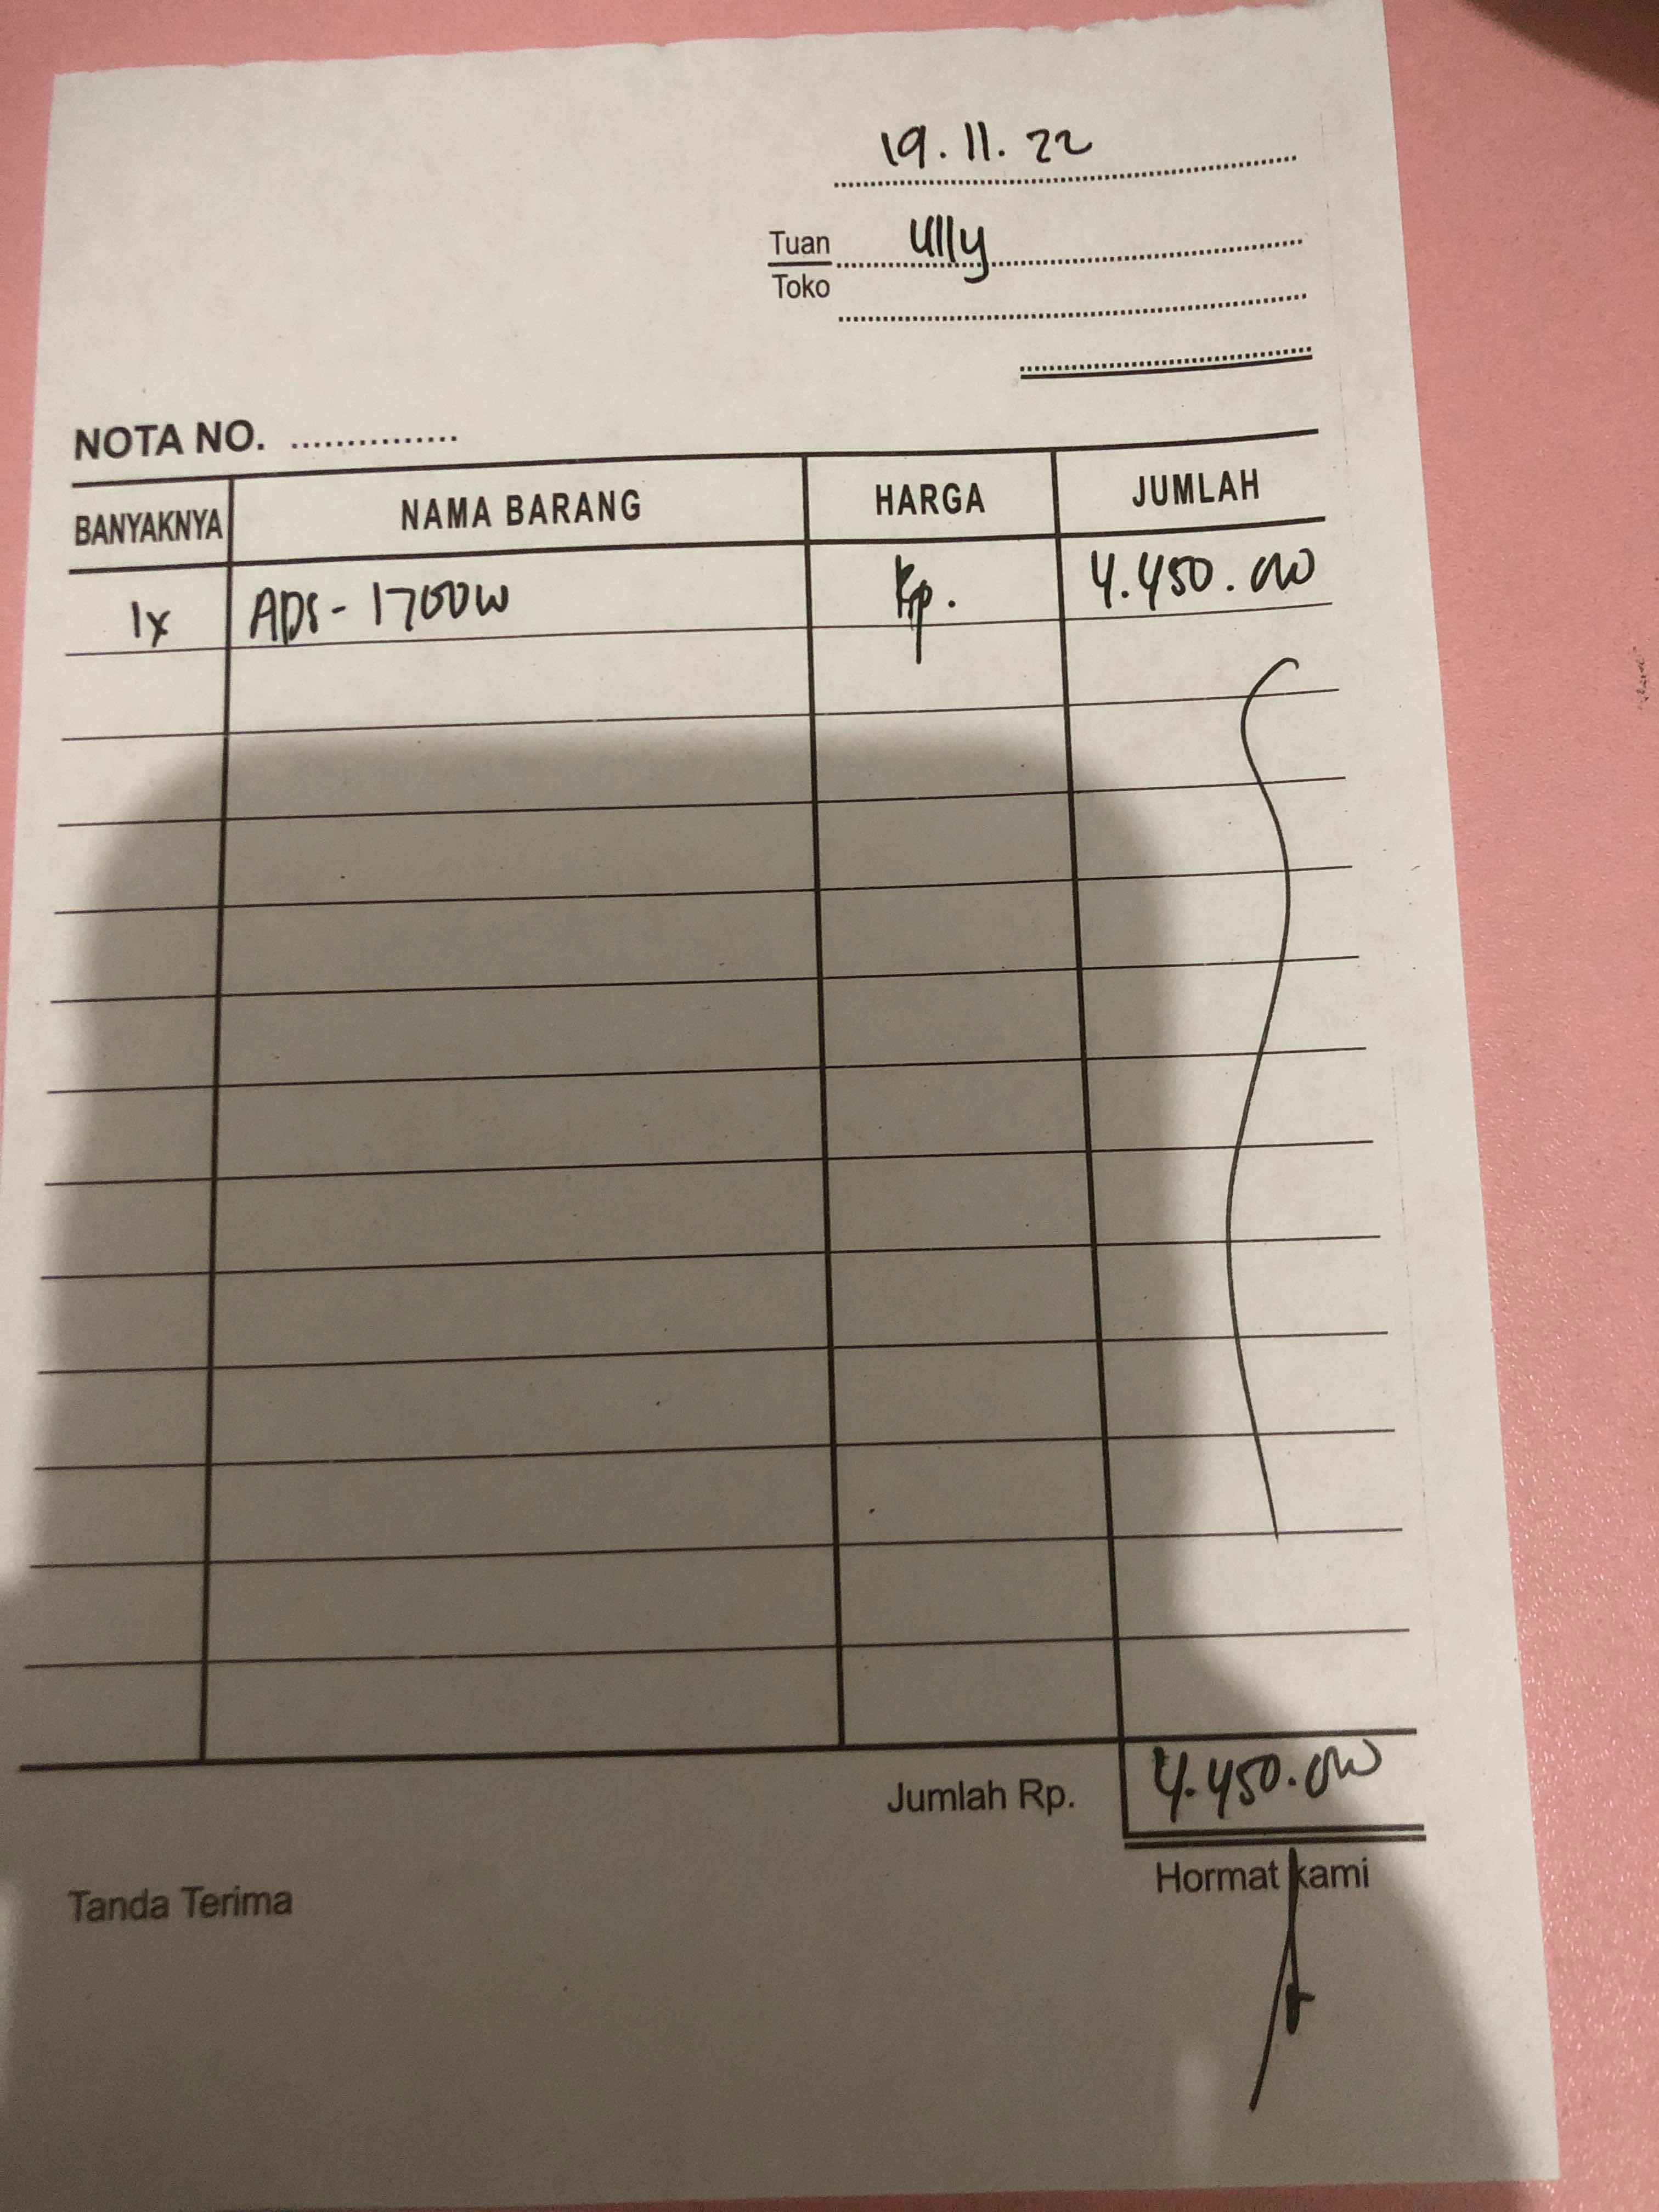 19.11.22
Tuan Ully
Toko
NOTA NO. ...............
BANYAKNYA NAMA BARANG HARGA JUMLAH
1x ADS-1700W Rp. 4.450.000
Jumlah Rp. 4.450.000
Tanda Terima Hormat kami